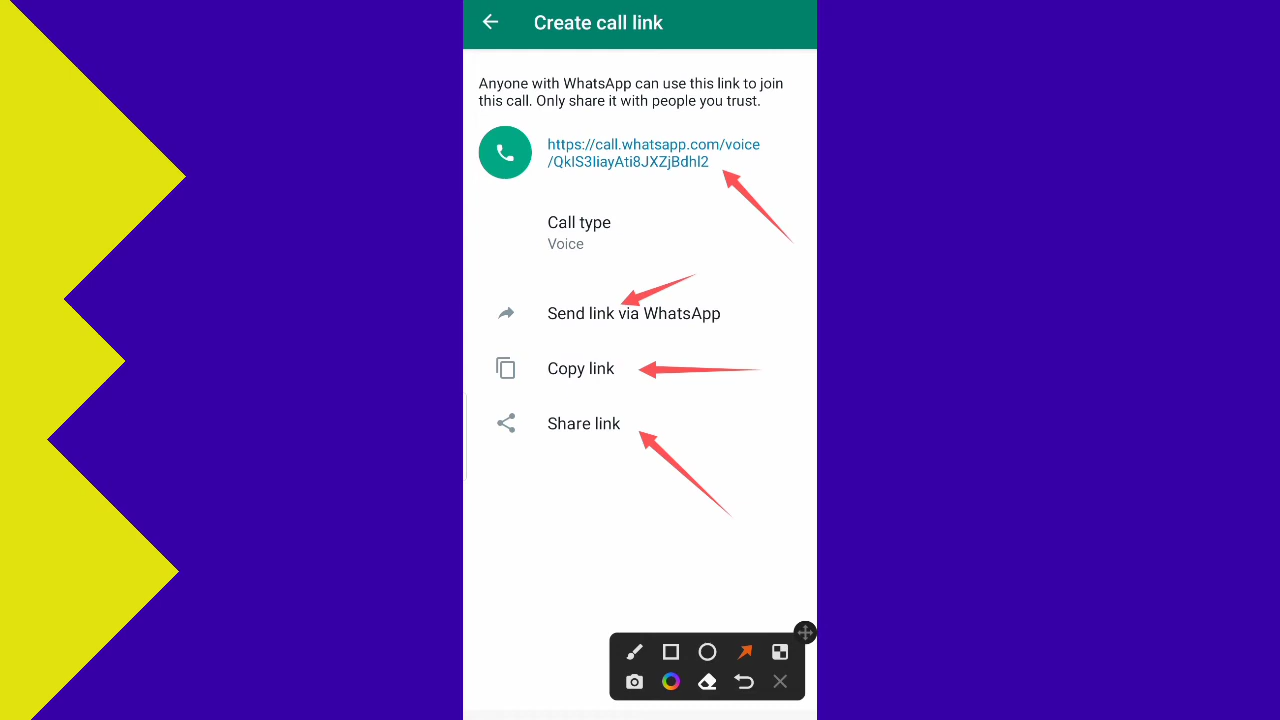 Create call link
Anyone with WhatsApp can use this link to join
this call. Only share it with people you trust.
https://call.whatsapp.com/voice
/QkIS3IiayAti8JXZjBdhI2
Call type
Voice
Send link via WhatsApp
Copy link
Share link